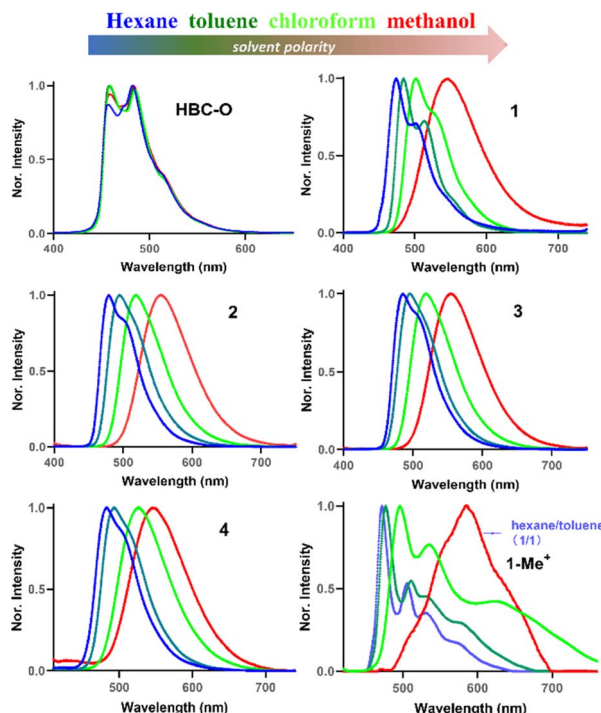 Hexane toluene chloroform methanol
solvent polarity
HBC-O
Nor. Intensity
1.0
0.5
0.0
400 500 600
Wavelength (nm)
1
Nor. Intensity
1.0
0.5
0.0
400 500 600 700
Wavelength (nm)
2
Nor. Intensity
1.0
0.5
0.0
400 500 600 700
Wavelength (nm)
3
Nor. Intensity
1.0
0.5
0.0
400 500 600 700
Wavelength (nm)
4
Nor. Intensity
1.0
0.5
0.0
500 600 700
Wavelength (nm)
hexane/toluene
(1/1)
1-Me+
Nor. Intensity
1.0
0.5
0.0
500 600 700
Wavelength (nm)